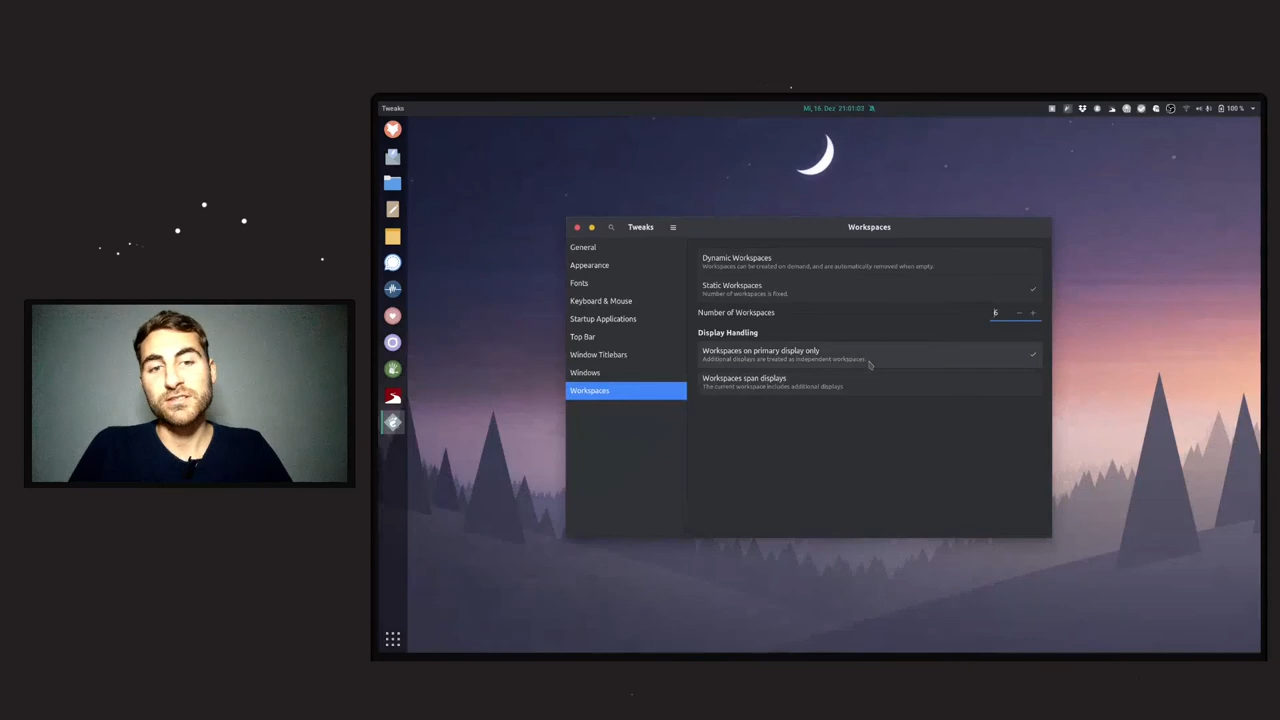 Tweaks
Mi, 16. Dez 21:01:03
100 %
Tweaks
Workspaces
General
Appearance
Fonts
Keyboard & Mouse
Startup Applications
Top Bar
Window Titlebars
Windows
Workspaces
Dynamic Workspaces
Workspaces can be created on demand, and are automatically removed when empty.
Static Workspaces
Number of workspaces is fixed.
Number of Workspaces
6
Display Handling
Workspaces on primary display only
Additional displays are treated as independent workspaces.
Workspaces span displays
The current workspace includes additional displays